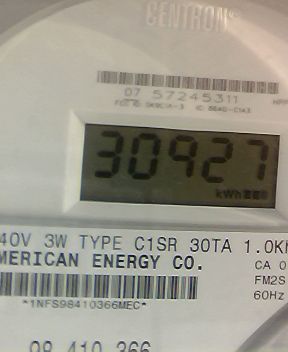 CENTRON®
07 57245311
30927
kWh
40V 3W TYPE C1SR 30TA 1.0K
MERICAN ENERGY CO.
CA 0
FM2S
60Hz
*1NFS98410366MEC*
98 410 366